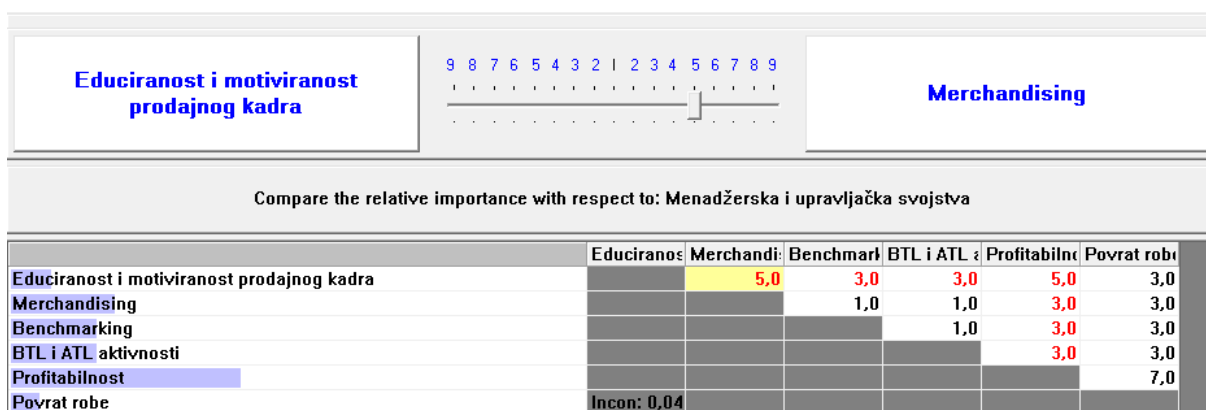 Educiranost i motiviranost
prodajnog kadra
9 8 7 6 5 4 3 2 1 2 3 4 5 6 7 8 9
Merchandising
Compare the relative importance with respect to: Menadžerska i upravljačka svojstva
Educiranos Merchandi Benchmark BTL i ATL a Profitabilno Povrat robe
Educiranost i motiviranost prodajnog kadra 5,0 3,0 3,0 5,0 3,0
Merchandising 1,0 1,0 3,0 3,0
Benchmarking 1,0 3,0 3,0
BTL i ATL aktivnosti 3,0 3,0
Profitabilnost 7,0
Povrat robe Incon: 0,04